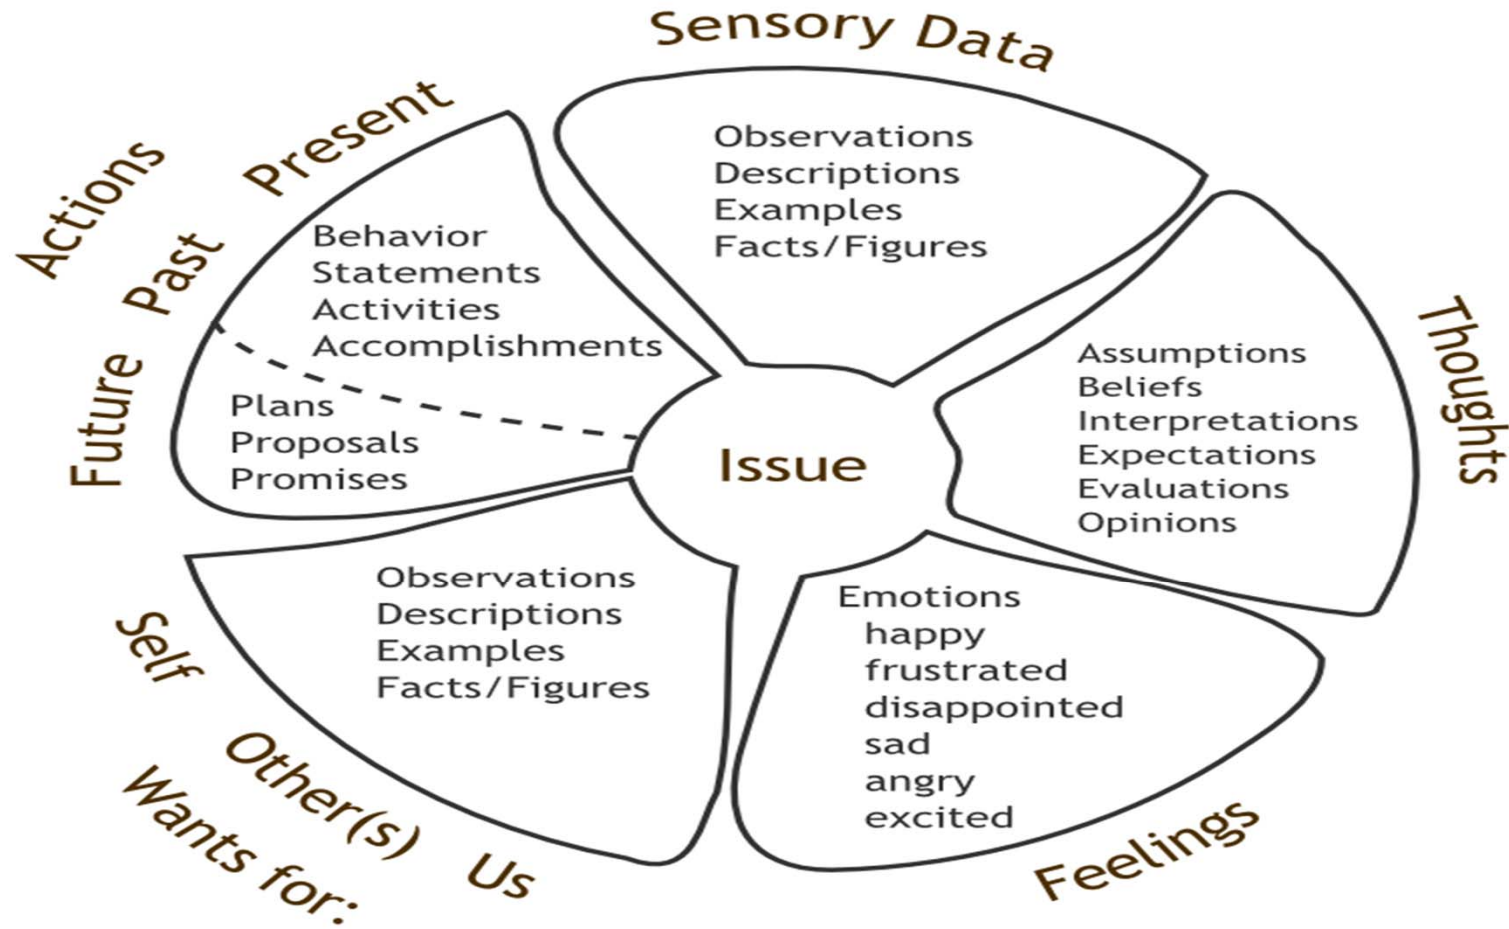 Sensory Data
Observations
Descriptions
Examples
Facts/Figures
Thoughts
Assumptions
Beliefs
Interpretations
Expectations
Evaluations
Opinions
Feelings
Emotions
happy
frustrated
disappointed
sad
angry
excited
Wants for:
Self Other(s) Us
Observations
Descriptions
Examples
Facts/Figures
Actions
Future Past Present
Behavior
Statements
Activities
Accomplishments
Plans
Proposals
Promises
Issue